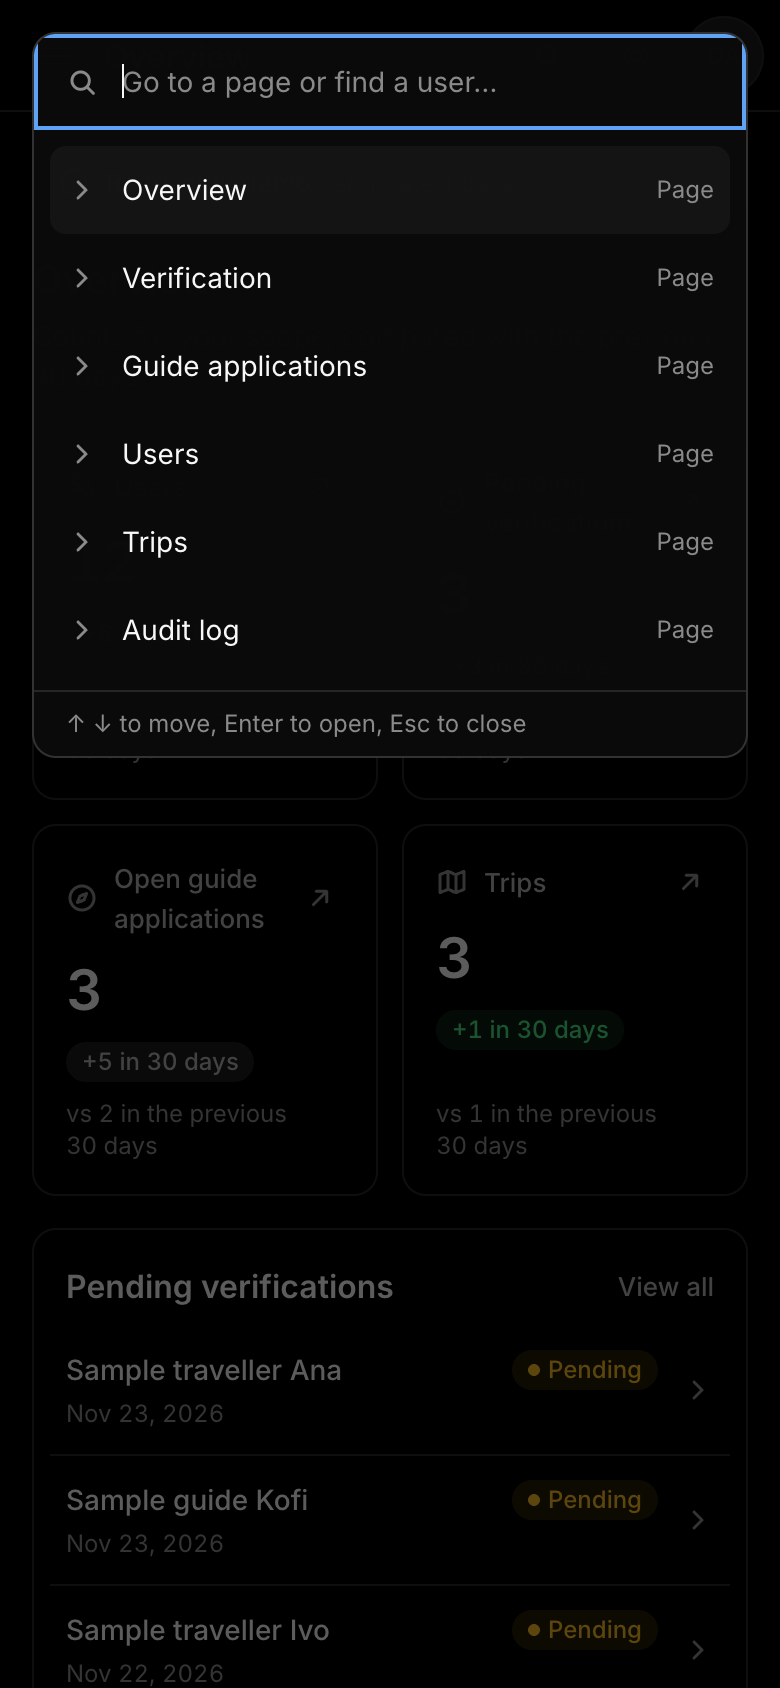 Go to a page or find a user...
Overview Page
Verification Page
Guide applications Page
Users Page
Trips Page
Audit log Page
↑ ↓ to move, Enter to open, Esc to close
Open guide
applications
3
+5 in 30 days
vs 2 in the previous
30 days
Trips
3
+1 in 30 days
vs 1 in the previous
30 days
Pending verifications View all
Sample traveller Ana Pending
Nov 23, 2026
Sample guide Kofi Pending
Nov 23, 2026
Sample traveller Ivo Pending
Nov 22, 2026